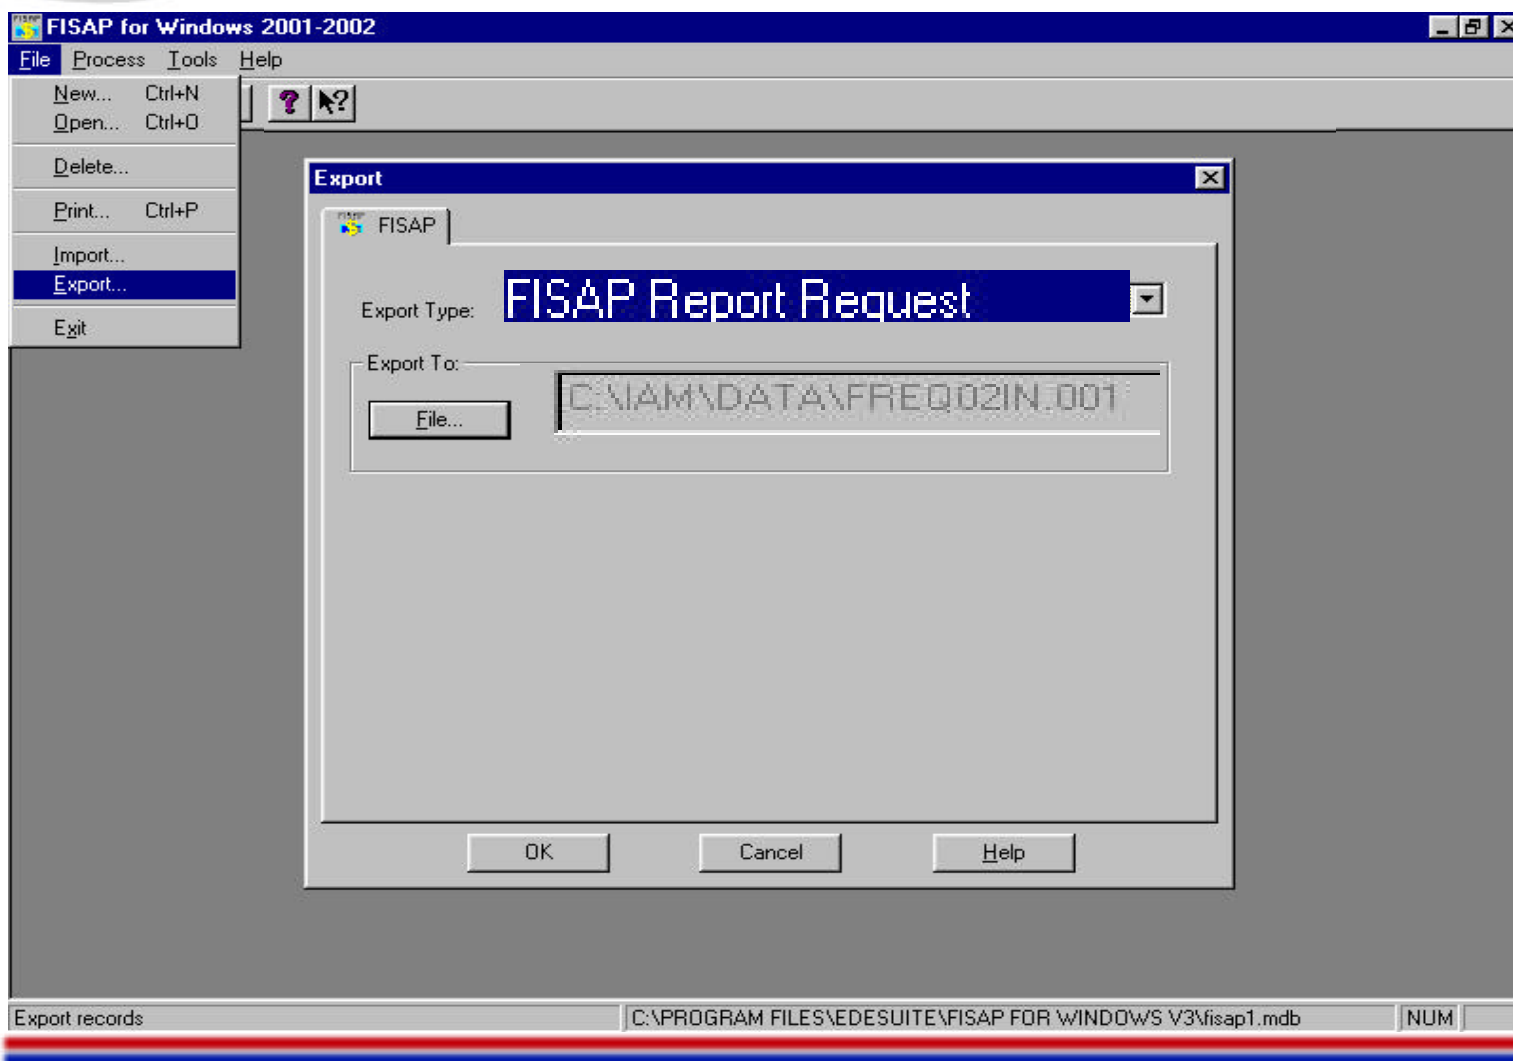 FISAP for Windows 2001-2002
File Process Tools Help
New... Ctrl+N
Open... Ctrl+O
Delete...
Print... Ctrl+P
Import...
Export...
Exit
Export
FISAP
Export Type: FISAP Report Request
Export To:
File... C:\IAM\DATA\FREQ02IN.001
OK Cancel Help
Export records C:\PROGRAM FILES\EDESUITE\FISAP FOR WINDOWS V3\fisap1.mdb NUM